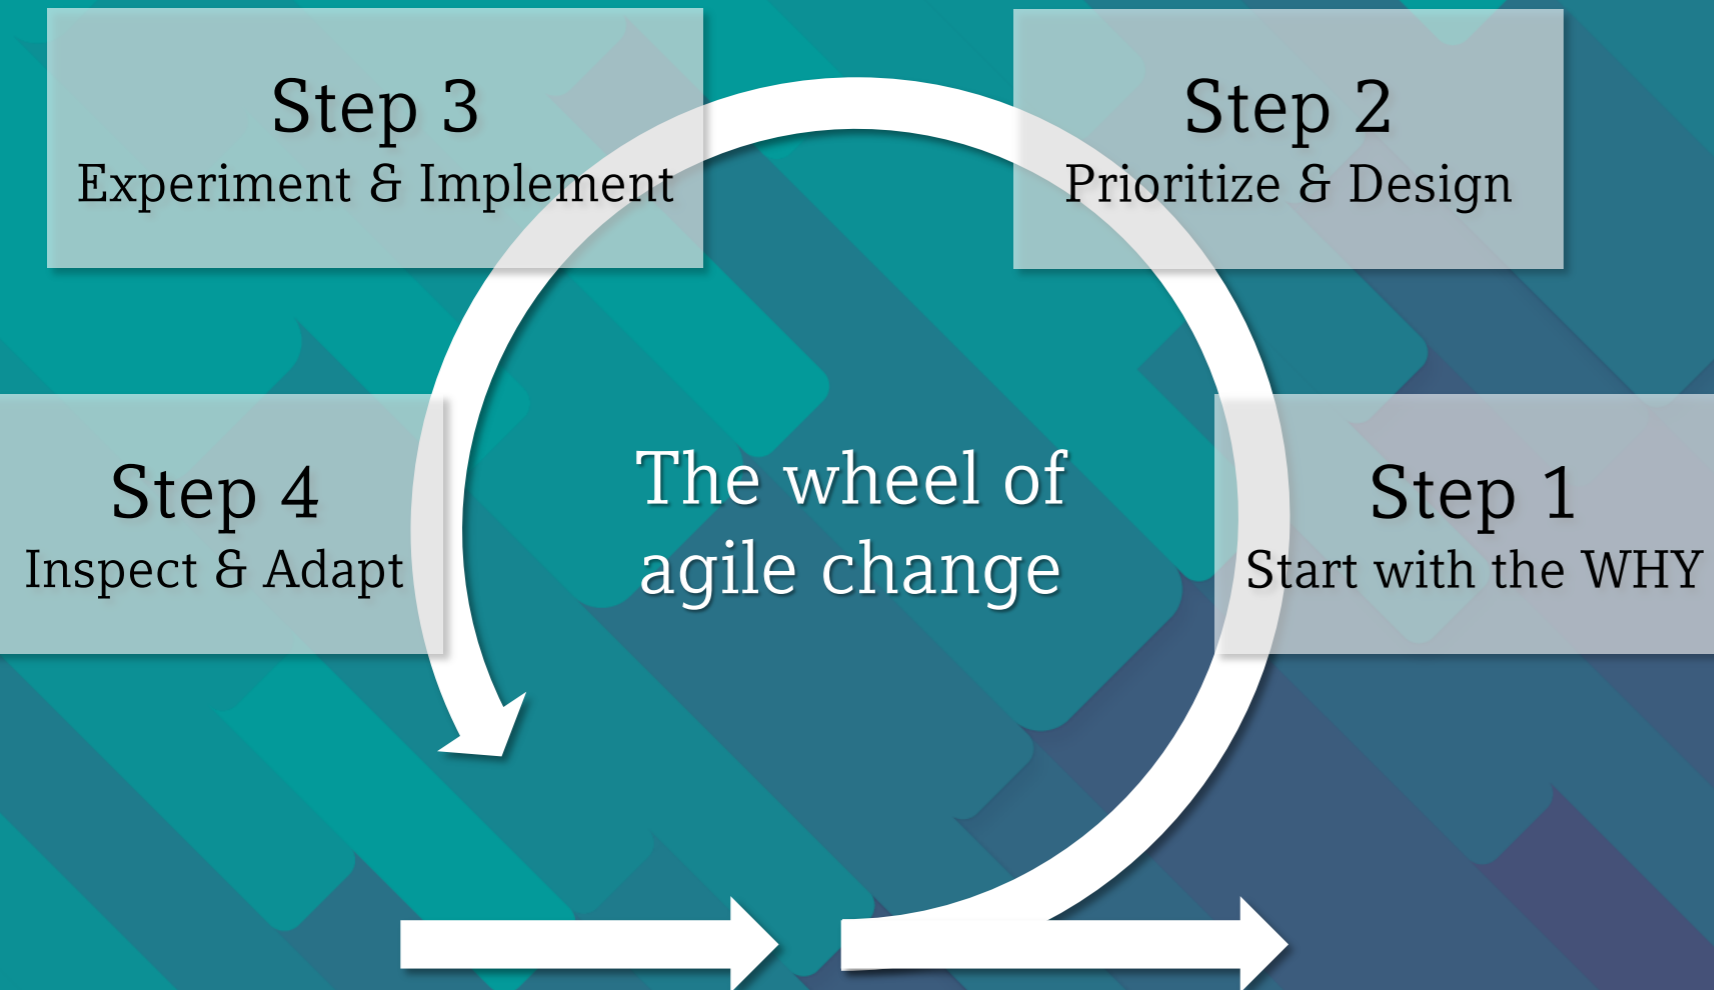 Step 3
Experiment & Implement
Step 2
Prioritize & Design
Step 4
Inspect & Adapt
The wheel of
agile change
Step 1
Start with the WHY